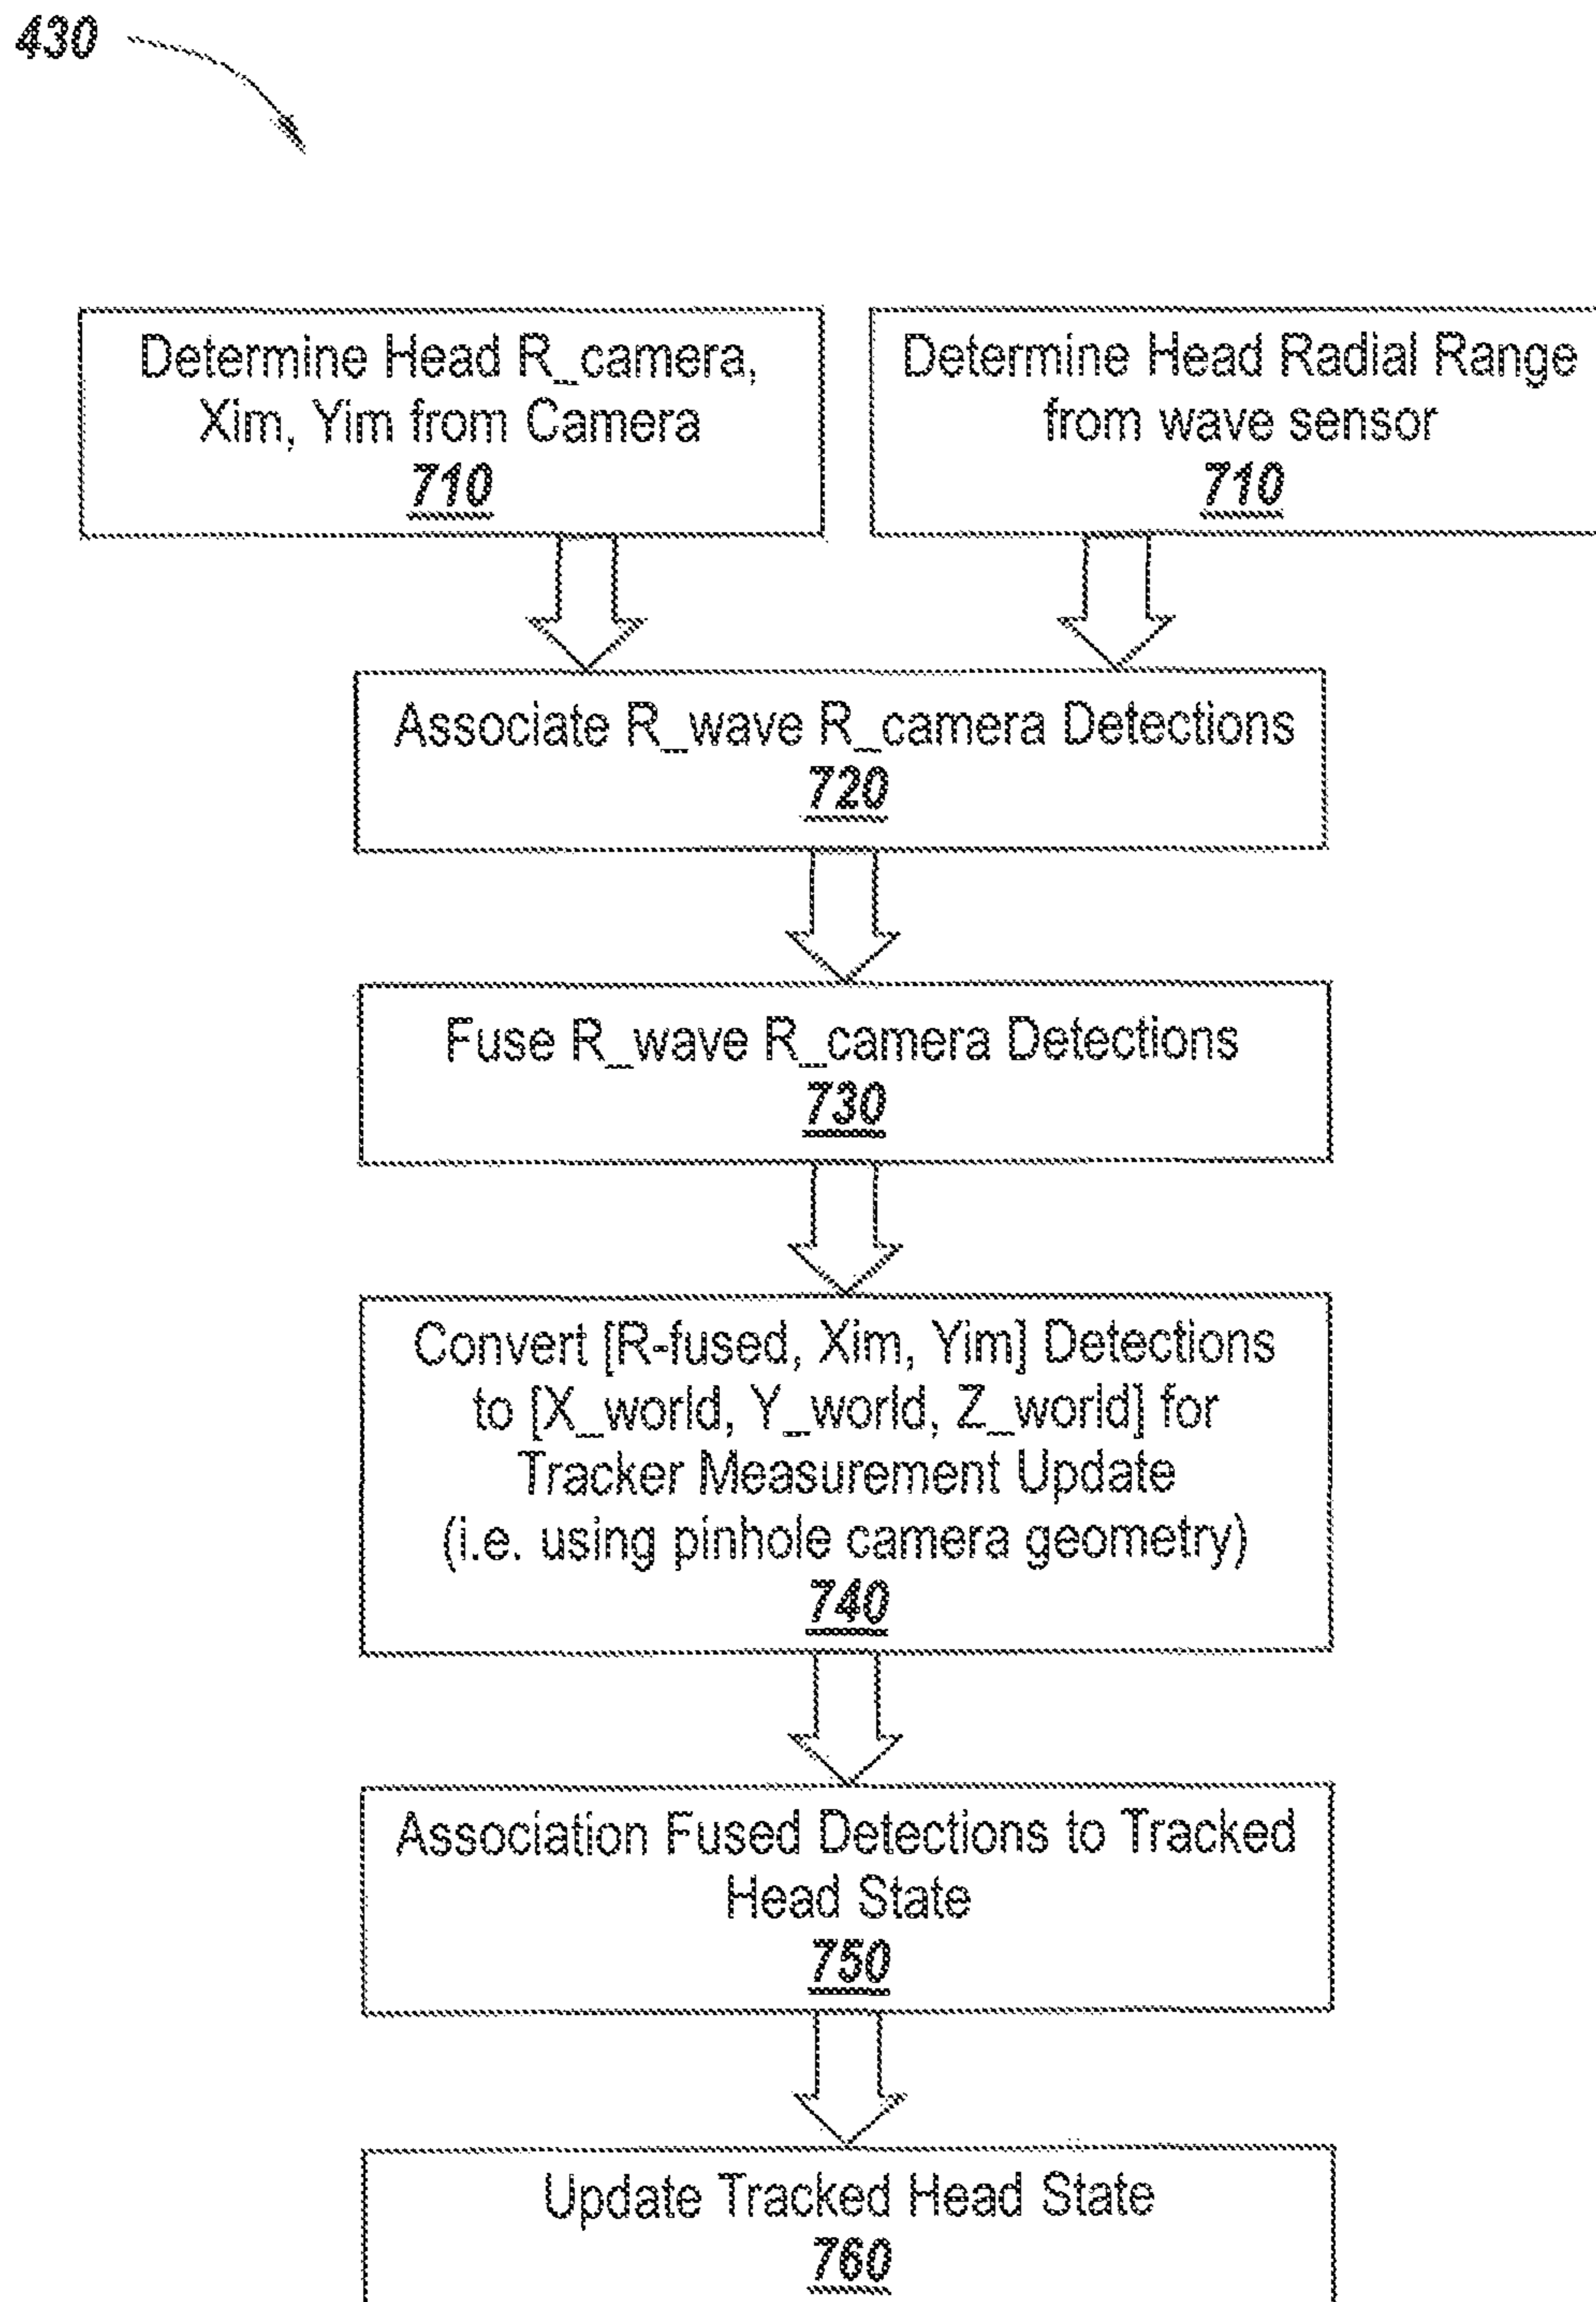 430
Determine Head R_camera,
Xim, Yim from Camera
710
Determine Head Radial Range
from wave sensor
710
Associate R_wave R_camera Detections
720
Fuse R_wave R_camera Detections
730
Convert [R-fused, Xim, Yim] Detections
to [X_world, Y_world, Z_world] for
Tracker Measurement Update
(i.e. using pinhole camera geometry)
740
Association Fused Detections to Tracked
Head State
750
Update Tracked Head State
760